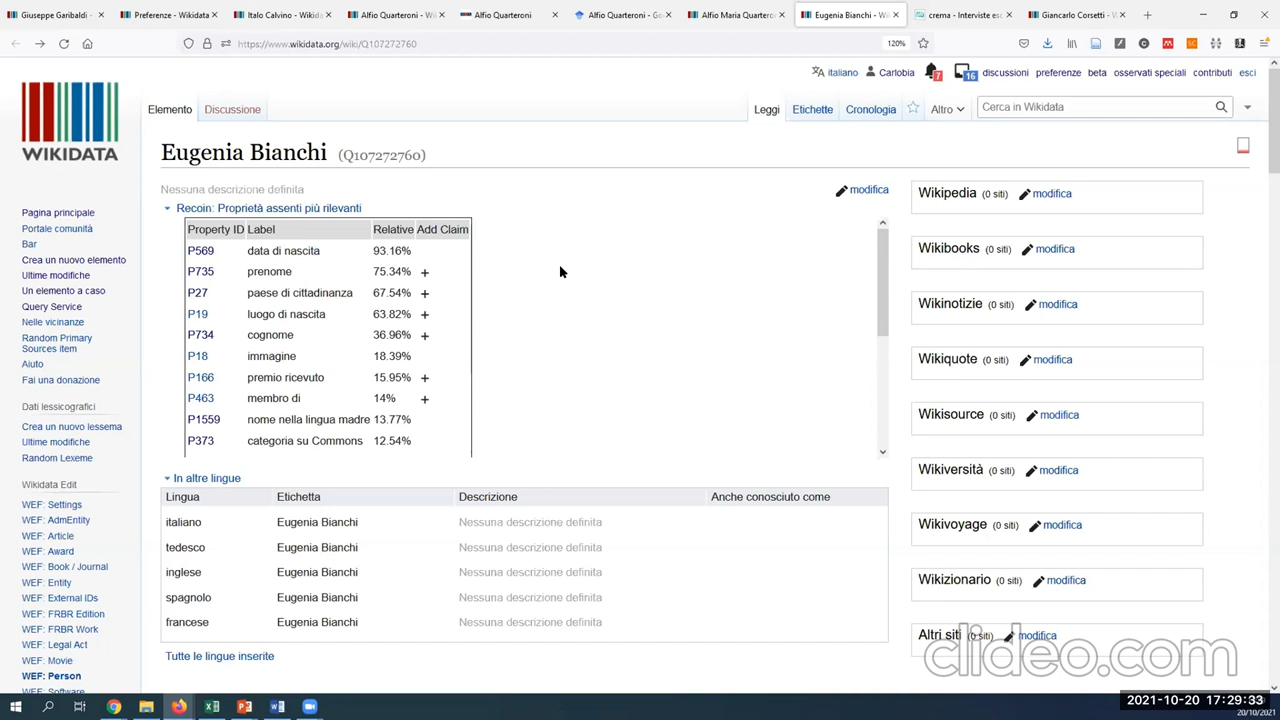 Giuseppe Garibaldi
Preferenze - Wikidata
Italo Calvino - Wikidata
Alfio Quarteroni - Wiki
Alfio Quarteroni
Alfio Quarteroni - Go
Alfio Maria Quarteron
Eugenia Bianchi - Wi
crema - Interviste es
Giancarlo Corsetti - W
https://www.wikidata.org/wiki/Q107272760
120%
italiano Carlobia 7 16 discussioni preferenze beta osservati speciali contributi esci
WIKIDATA
Elemento Discussione
Leggi Etichette Cronologia Altro Cerca in Wikidata
Eugenia Bianchi (Q107272760)
Nessuna descrizione definita
modifica
Recoin: Proprietà assenti più rilevanti
Property ID Label Relative Add Claim
P569 data di nascita 93.16%
P735 prenome 75.34% +
P27 paese di cittadinanza 67.54% +
P19 luogo di nascita 63.82% +
P734 cognome 36.96% +
P18 immagine 18.39%
P166 premio ricevuto 15.95% +
P463 membro di 14% +
P1559 nome nella lingua madre 13.77%
P373 categoria su Commons 12.54%
In altre lingue
Lingua Etichetta Descrizione Anche conosciuto come
italiano Eugenia Bianchi Nessuna descrizione definita
tedesco Eugenia Bianchi Nessuna descrizione definita
inglese Eugenia Bianchi Nessuna descrizione definita
spagnolo Eugenia Bianchi Nessuna descrizione definita
francese Eugenia Bianchi Nessuna descrizione definita
Tutte le lingue inserite
Wikipedia (0 siti) modifica
Wikibooks (0 siti) modifica
Wikinotizie (0 siti) modifica
Wikiquote (0 siti) modifica
Wikisource (0 siti) modifica
Wikiversità (0 siti) modifica
Wikivoyage (0 siti) modifica
Wikizionario (0 siti) modifica
Altri siti (0 siti) modifica
Pagina principale
Portale comunità
Bar
Crea un nuovo elemento
Ultime modifiche
Un elemento a caso
Query Service
Nelle vicinanze
Random Primary
Sources item
Aiuto
Fai una donazione
Dati lessicografici
Crea un nuovo lessema
Ultime modifiche
Random Lexeme
Wikidata Edit
WEF: Settings
WEF: AdmEntity
WEF: Article
WEF: Award
WEF: Book / Journal
WEF: Entity
WEF: External IDs
WEF: FRBR Edition
WEF: FRBR Work
WEF: Legal Act
WEF: Movie
WEF: Person
WEF: Software
clideo.com
2021-10-20 17:29:33
20/10/2021